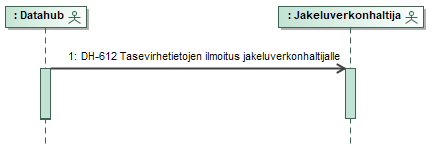 : Datahub
: Jakeluverkonhaltija
1: DH-612 Tasevirhetietojen ilmoitus jakeluverkonhaltijalle